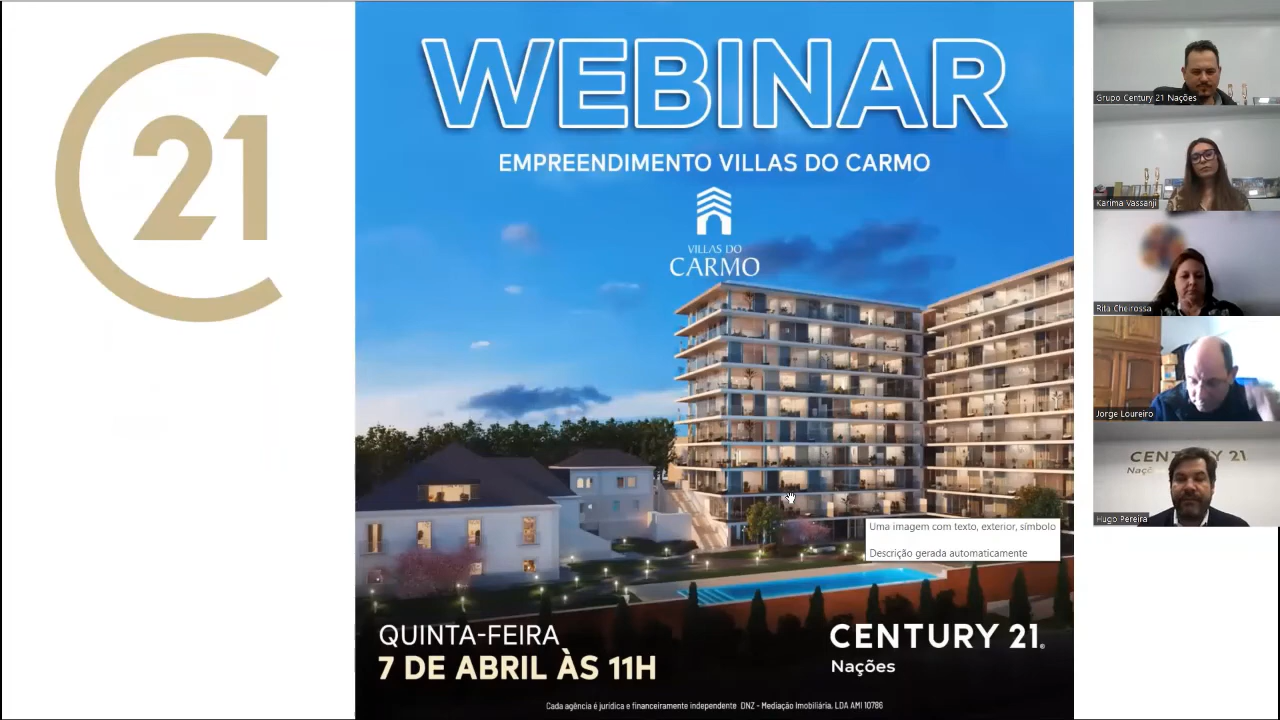 C21
WEBINAR
EMPREENDIMENTO VILLAS DO CARMO
VILLAS DO
CARMO
Uma imagem com texto, exterior, símbolo
Descrição gerada automaticamente
QUINTA-FEIRA
7 DE ABRIL ÀS 11H
CENTURY 21.
Nações
Cada agência é jurídica e financeiramente independente DNZ - Mediação Imobiliária, LDA AMI 10786
Grupo Century 21 Nações
Karima Vassanji
Rita Cheirossa
Jorge Loureiro
CENTURY 21
Hugo Pereira